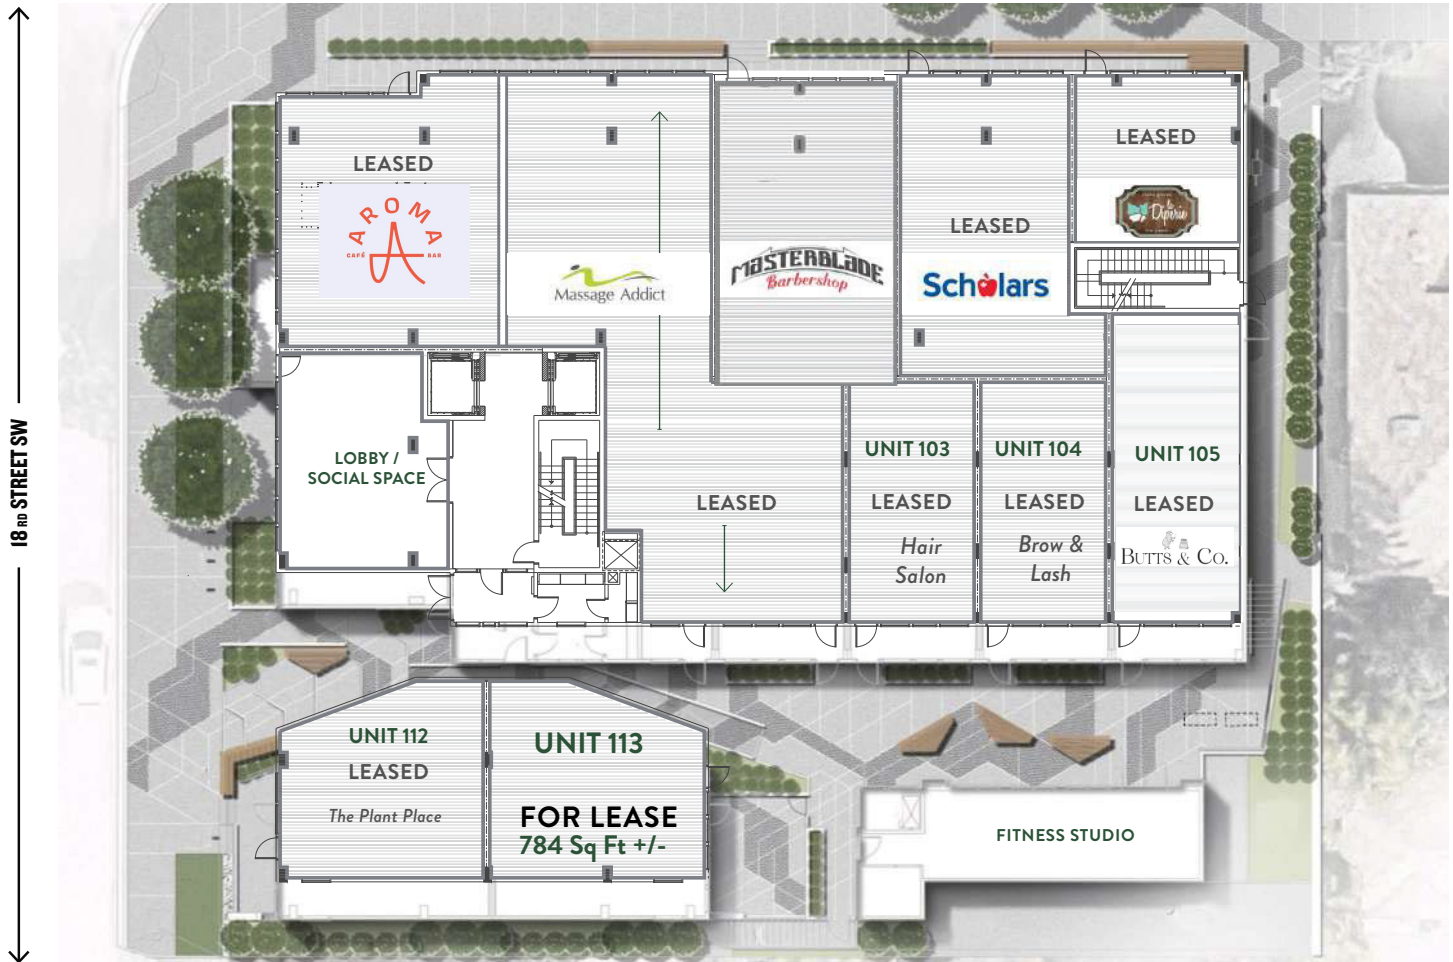 18 RD STREET SW
LEASED
AROMA
CAFÉ BAR
Massage Addict
MASTERBLADE
Barbershop
LEASED
Scholars
LEASED
Diperie
LOBBY /
SOCIAL SPACE
LEASED
UNIT 103
LEASED
Hair
Salon
UNIT 104
LEASED
Brow &
Lash
UNIT 105
LEASED
BUTTS & CO.
UNIT 112
LEASED
The Plant Place
UNIT 113
FOR LEASE
784 Sq Ft +/-
FITNESS STUDIO